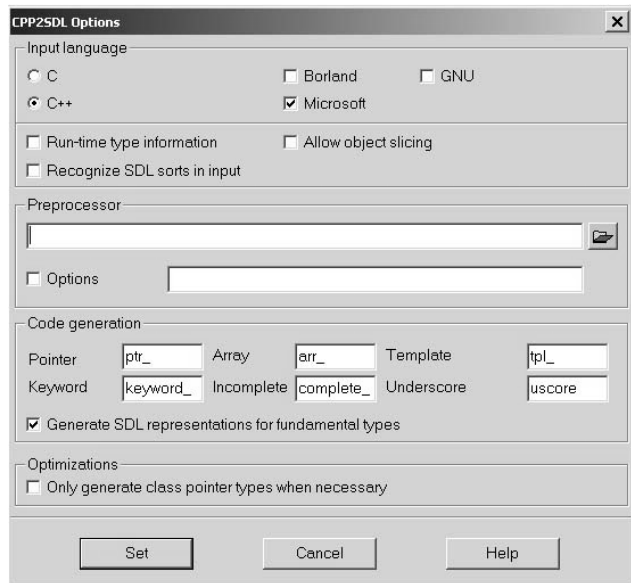 CPP2SDL Options
Input language
C Borland GNU
C++ Microsoft
Run-time type information Allow object slicing
Recognize SDL sorts in input
Preprocessor
Options
Code generation
Pointer ptr_ Array arr_ Template tpl_
Keyword keyword_ Incomplete complete_ Underscore uscore
Generate SDL representations for fundamental types
Optimizations
Only generate class pointer types when necessary
Set Cancel Help